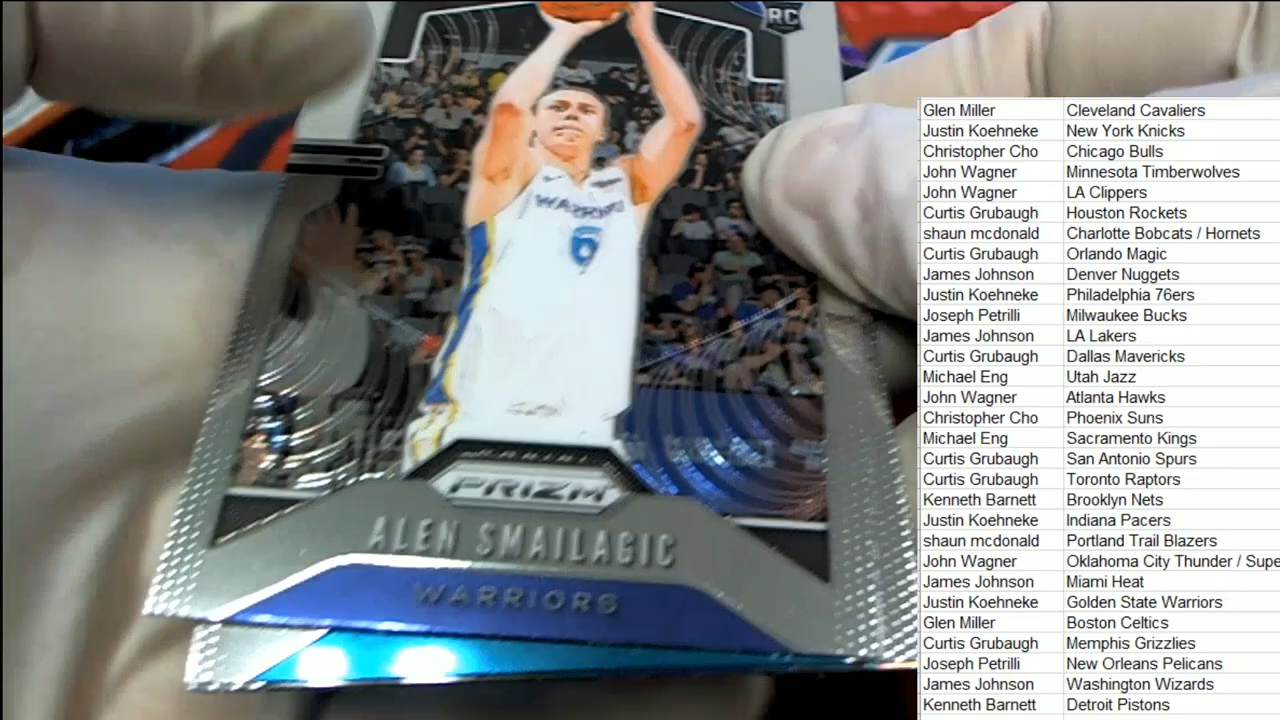 RC
WARRIORS
6
PANINI
PRIZM
ALEN SMAILAGIC
WARRIORS
Glen Miller Cleveland Cavaliers
Justin Koehneke New York Knicks
Christopher Cho Chicago Bulls
John Wagner Minnesota Timberwolves
John Wagner LA Clippers
Curtis Grubaugh Houston Rockets
shaun mcdonald Charlotte Bobcats / Hornets
Curtis Grubaugh Orlando Magic
James Johnson Denver Nuggets
Justin Koehneke Philadelphia 76ers
Joseph Petrilli Milwaukee Bucks
James Johnson LA Lakers
Curtis Grubaugh Dallas Mavericks
Michael Eng Utah Jazz
John Wagner Atlanta Hawks
Christopher Cho Phoenix Suns
Michael Eng Sacramento Kings
Curtis Grubaugh San Antonio Spurs
Curtis Grubaugh Toronto Raptors
Kenneth Barnett Brooklyn Nets
Justin Koehneke Indiana Pacers
shaun mcdonald Portland Trail Blazers
John Wagner Oklahoma City Thunder / Supe
James Johnson Miami Heat
Justin Koehneke Golden State Warriors
Glen Miller Boston Celtics
Curtis Grubaugh Memphis Grizzlies
Joseph Petrilli New Orleans Pelicans
James Johnson Washington Wizards
Kenneth Barnett Detroit Pistons